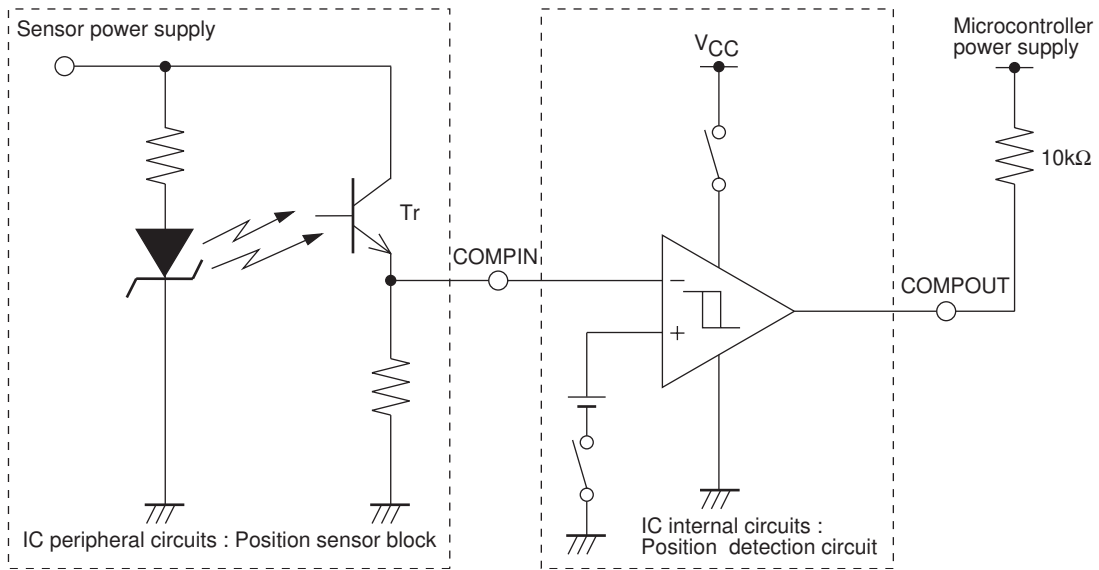 Sensor power supply
Tr
IC peripheral circuits : Position sensor block
COMPIN
VCC
−
+
IC internal circuits :
Position detection circuit
COMPOUT
Microcontroller
power supply
10kΩ